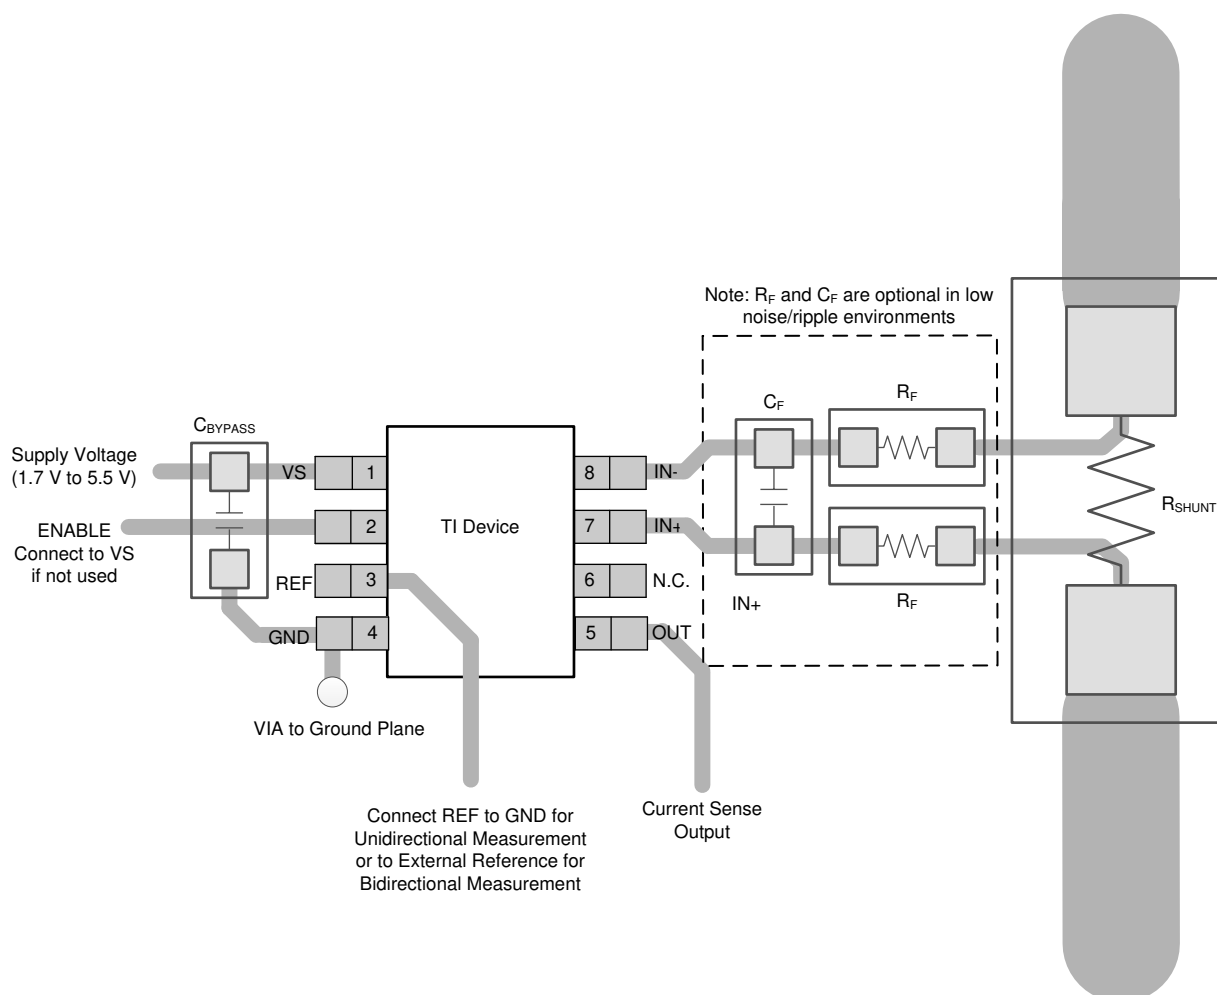 Note: RF and CF are optional in low
noise/ripple environments
CBYPASS
Supply Voltage
(1.7 V to 5.5 V)
ENABLE
Connect to VS
if not used
VS
1
2
REF
3
GND
4
TI Device
8
IN-
7
IN+
6
N.C.
5
OUT
CF
RF
RF
IN+
RSHUNT
VIA to Ground Plane
Connect REF to GND for
Unidirectional Measurement
or to External Reference for
Bidirectional Measurement
Current Sense
Output